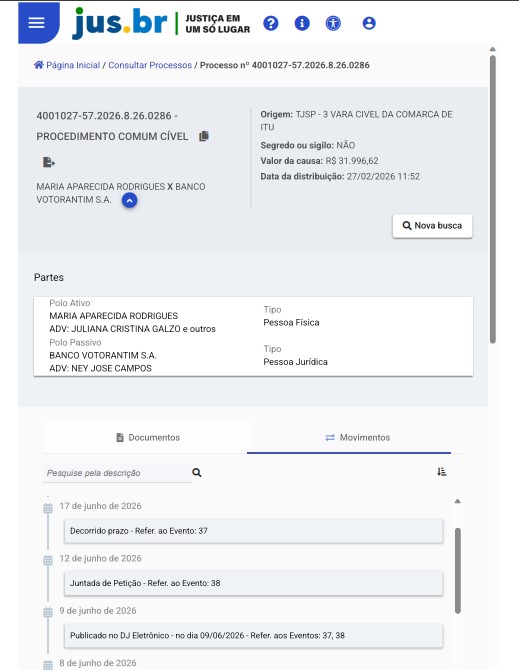 jus.br
JUSTIÇA EM
UM SÓ LUGAR
Página Inicial / Consultar Processos / Processo nº 4001027-57.2026.8.26.0286
4001027-57.2026.8.26.0286 -
PROCEDIMENTO COMUM CÍVEL
MARIA APARECIDA RODRIGUES X BANCO
VOTORANTIM S.A.
Origem: TJSP - 3 VARA CIVEL DA COMARCA DE
ITU
Segredo ou sigilo: NÃO
Valor da causa: R$ 31.996,62
Data da distribuição: 27/02/2026 11:52
Nova busca
Partes
Polo Ativo
MARIA APARECIDA RODRIGUES
ADV: JULIANA CRISTINA GALZO e outros
Tipo
Pessoa Física
Polo Passivo
BANCO VOTORANTIM S.A.
ADV: NEY JOSE CAMPOS
Tipo
Pessoa Jurídica
Documentos
Movimentos
Pesquise pela descrição
17 de junho de 2026
Decorrido prazo - Refer. ao Evento: 37
12 de junho de 2026
Juntada de Petição - Refer. ao Evento: 38
9 de junho de 2026
Publicado no DJ Eletrônico - no dia 09/06/2026 - Refer. aos Eventos: 37, 38
8 de junho de 2026